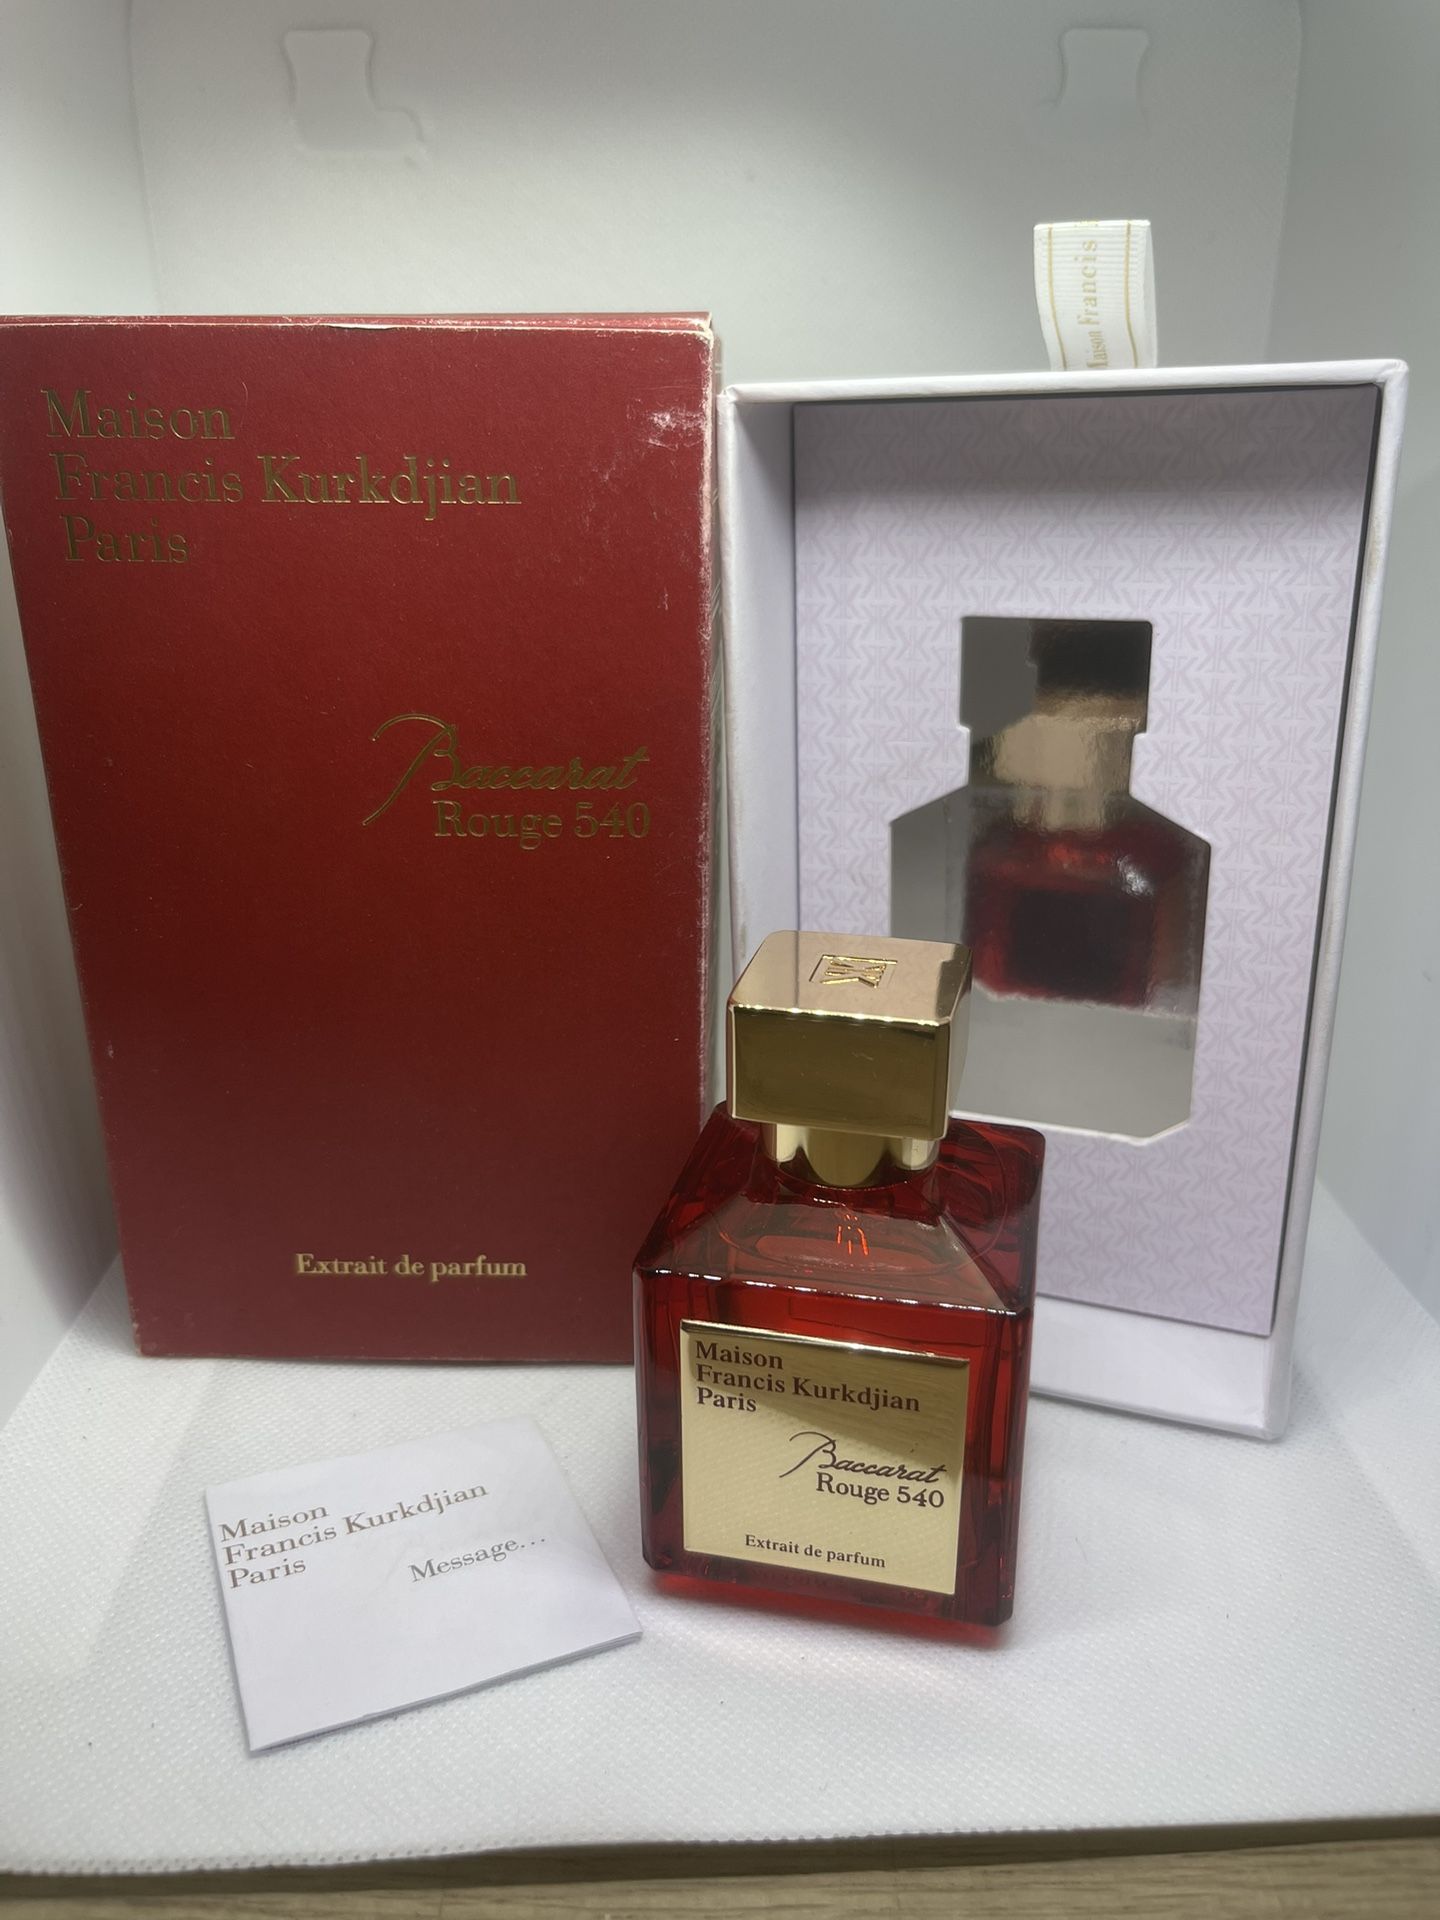 Maison
Francis Kurkdjian
Paris
Baccarat
Rouge 540
Extrait de parfum
Maison Francis
Maison
Francis Kurkdjian
Paris
Baccarat
Rouge 540
Extrait de parfum
Maison
Francis Kurkdjian
Paris
Message...